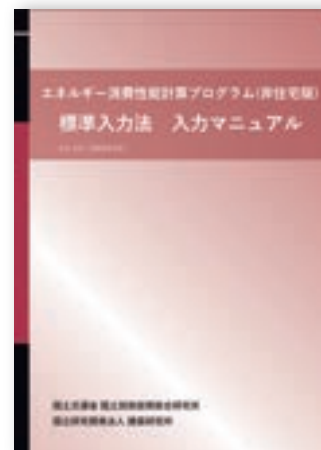 エネルギー消費性能計算プログラム(非住宅版)
標準入力法　入力マニュアル
国土交通省 国土技術政策総合研究所
国立研究開発法人 建築研究所